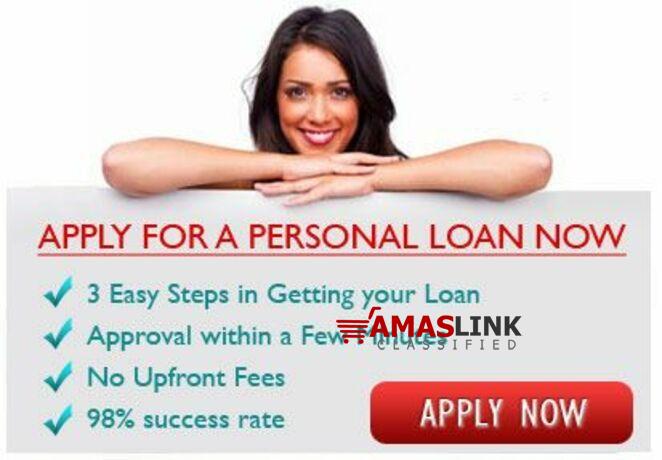 APPLY FOR A PERSONAL LOAN NOW
3 Easy Steps in Getting your Loan
Approval within a Few Minutes
AMASLINK
CLASSIFIED
No Upfront Fees
98% success rate
APPLY NOW